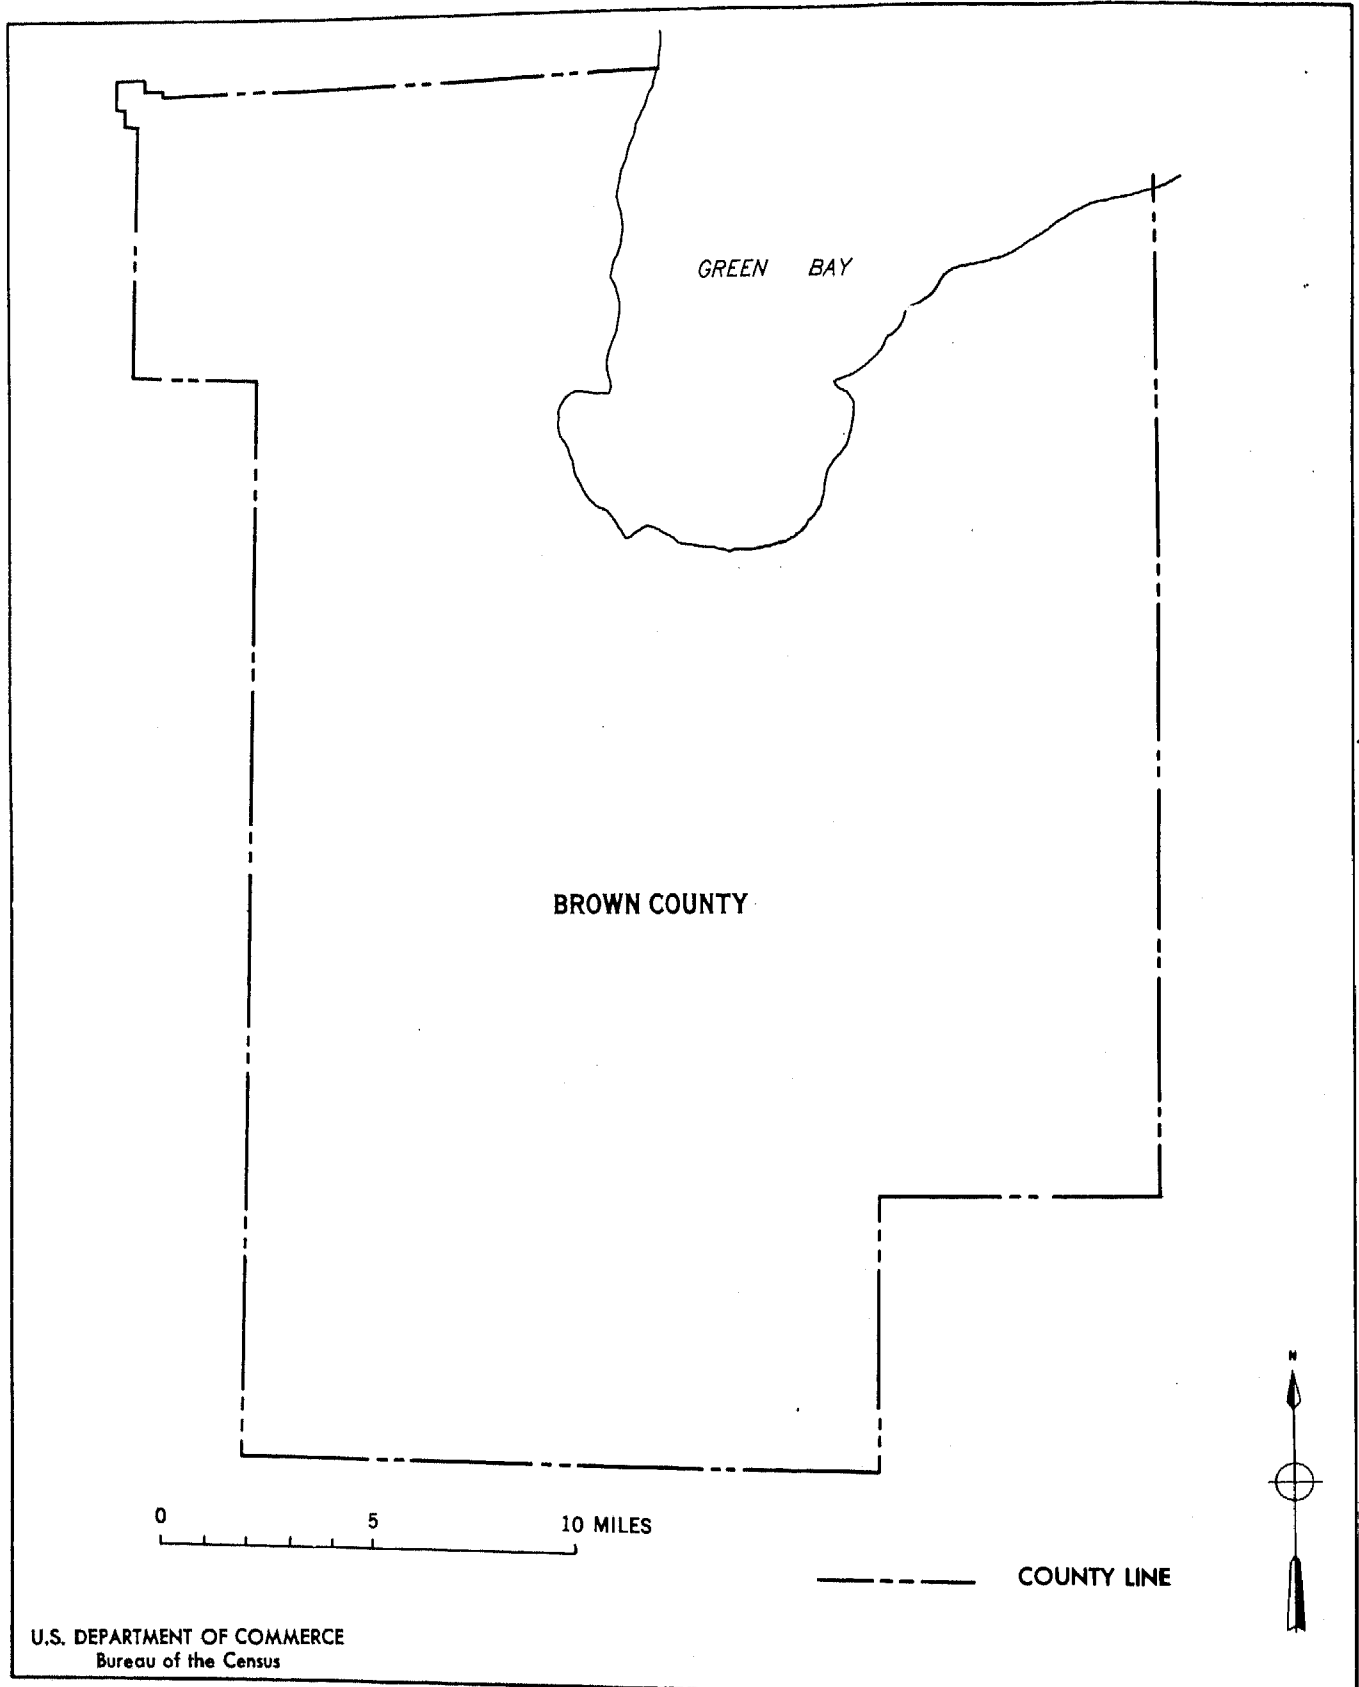 GREEN BAY
BROWN COUNTY
N
0 5 10 MILES
COUNTY LINE
U.S. DEPARTMENT OF COMMERCE
Bureau of the Census